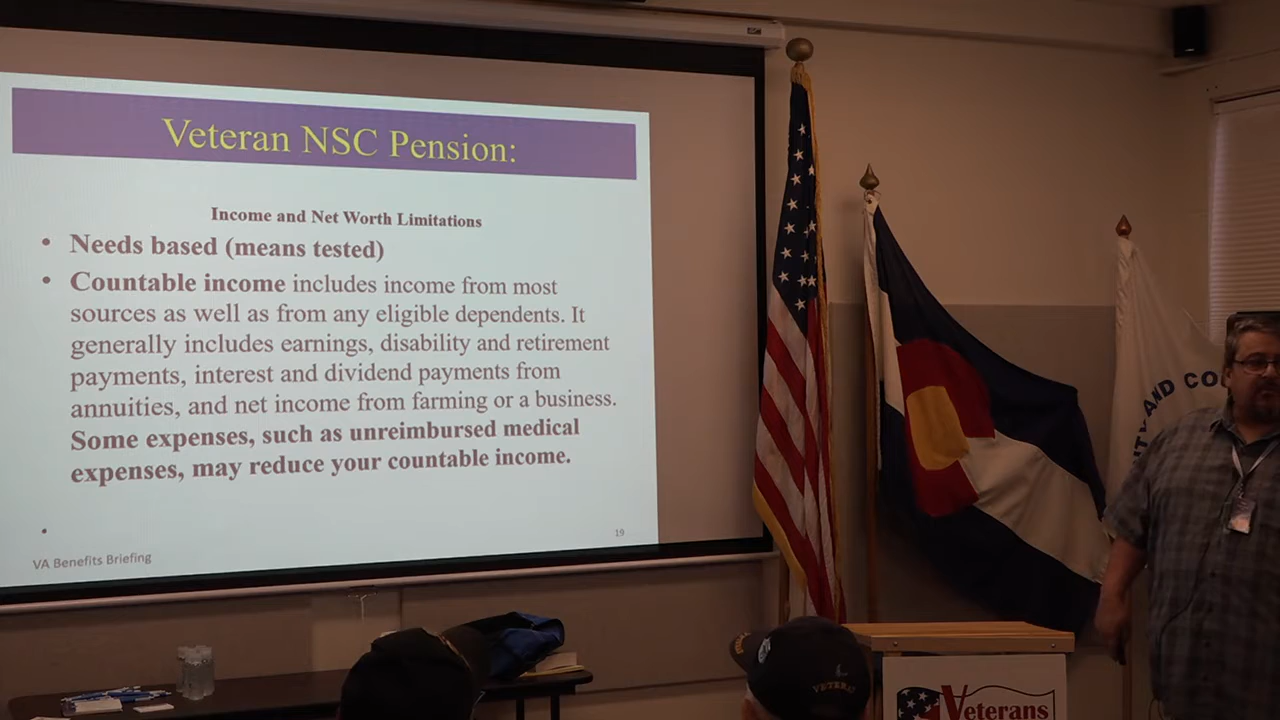 Veteran NSC Pension:
Income and Net Worth Limitations
• Needs based (means tested)
• Countable income includes income from most
sources as well as from any eligible dependents. It
generally includes earnings, disability and retirement
payments, interest and dividend payments from
annuities, and net income from farming or a business.
Some expenses, such as unreimbursed medical
expenses, may reduce your countable income.
•
19
VA Benefits Briefing
AND
Veterans